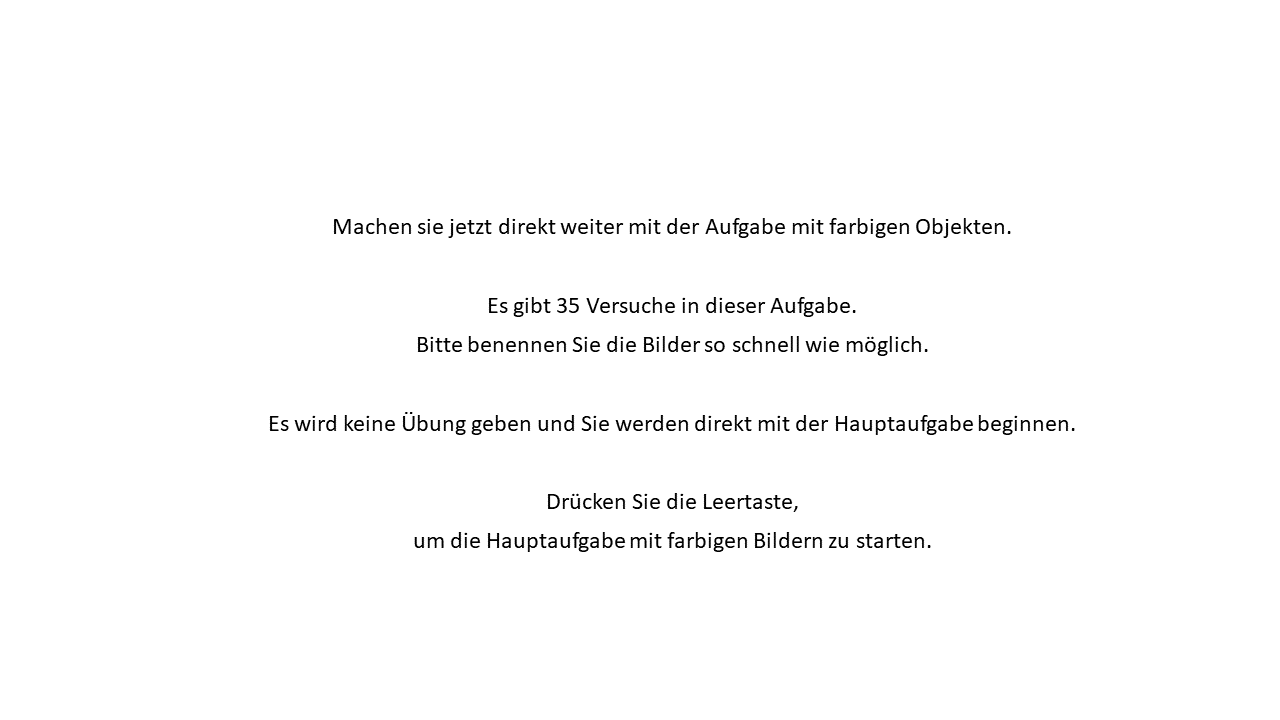 Machen sie jetzt direkt weiter mit der Aufgabe mit farbigen Objekten.
Es gibt 35 Versuche in dieser Aufgabe.
Bitte benennen Sie die Bilder so schnell wie möglich.
Es wird keine Übung geben und Sie werden direkt mit der Hauptaufgabe beginnen.
Drücken Sie die Leertaste,
um die Hauptaufgabe mit farbigen Bildern zu starten.